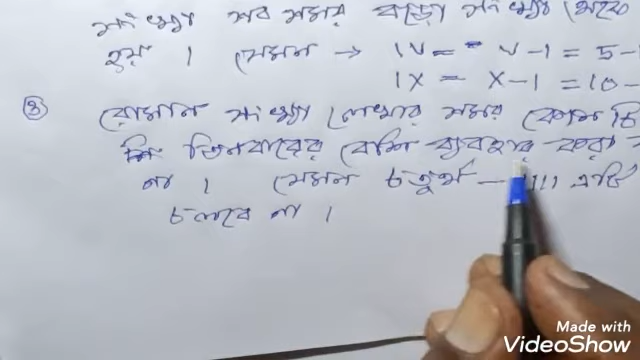 সংখ্যা সব সময় বড়ো সংখ্যা থেকে
হয় । যেমন → IV = V-1 = 5-
IX = X-1 = 10-
৪ রোমান সংখ্যা লেখার সময় কোন চি
তিনবারের বেশি ব্যবহার করা
না । যেমন চতুর্থ — IIII এটি
চলবে না ।
Made with
VideoShow